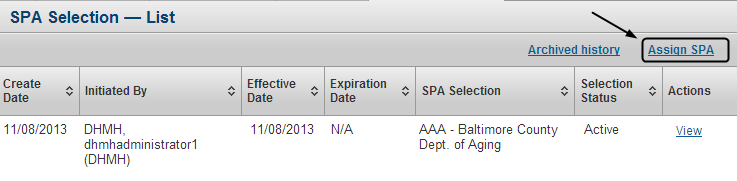 SPA Selection — List
Archived history Assign SPA
Create Date Initiated By Effective Date Expiration Date SPA Selection Selection Status Actions
11/08/2013 DHMH, 11/08/2013 N/A AAA - Baltimore County Active View
dhmhadministrator1 Dept. of Aging
(DHMH)